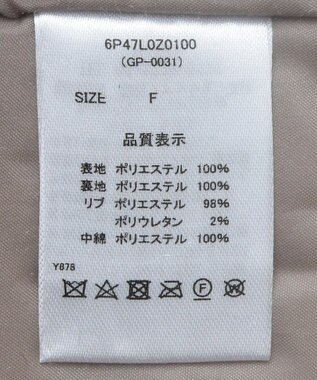 6P47L0Z0100
(GP-0031)
SIZE F
品質表示
表地 ポリエステル 100%
裏地 ポリエステル 100%
リブ ポリエステル 98%
ポリウレタン 2%
中綿 ポリエステル 100%
Y878